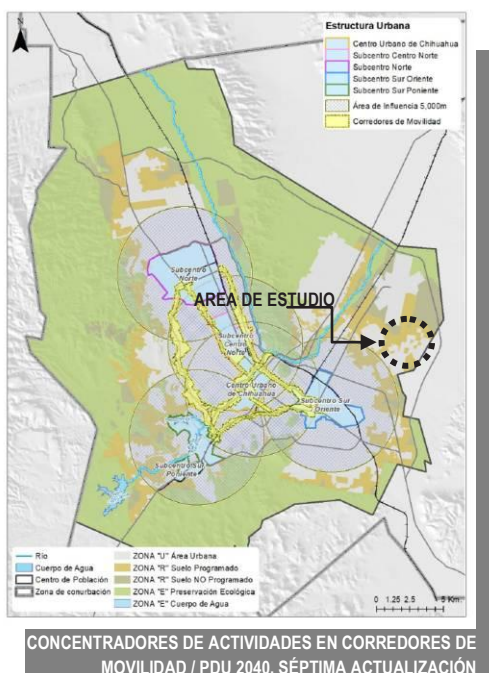 Estructura Urbana
Centro Urbano de Chihuahua
Subcentro Centro Norte
Subcentro Norte
Subcentro Sur Oriente
Subcentro Sur Poniente
Área de Influencia 5,000m
Corredores de Movilidad
N
Subcentro
Norte
AREA DE ESTUDIO
Subcentro
Centro
Norte
Centro Urbano
de Chihuahua
Subcentro Sur
Oriente
Subcentro Sur
Poniente
Río
Cuerpo de Agua
Centro de Población
Zona de conurbación
ZONA "U" Área Urbana
ZONA "R" Suelo Programado
ZONA "R" Suelo NO Programado
ZONA "E" Preservación Ecológica
ZONA "E" Cuerpo de Agua
0 1.25 2.5 5 Km
CONCENTRADORES DE ACTIVIDADES EN CORREDORES DE
MOVILIDAD / PDU 2040. SÉPTIMA ACTUALIZACIÓN